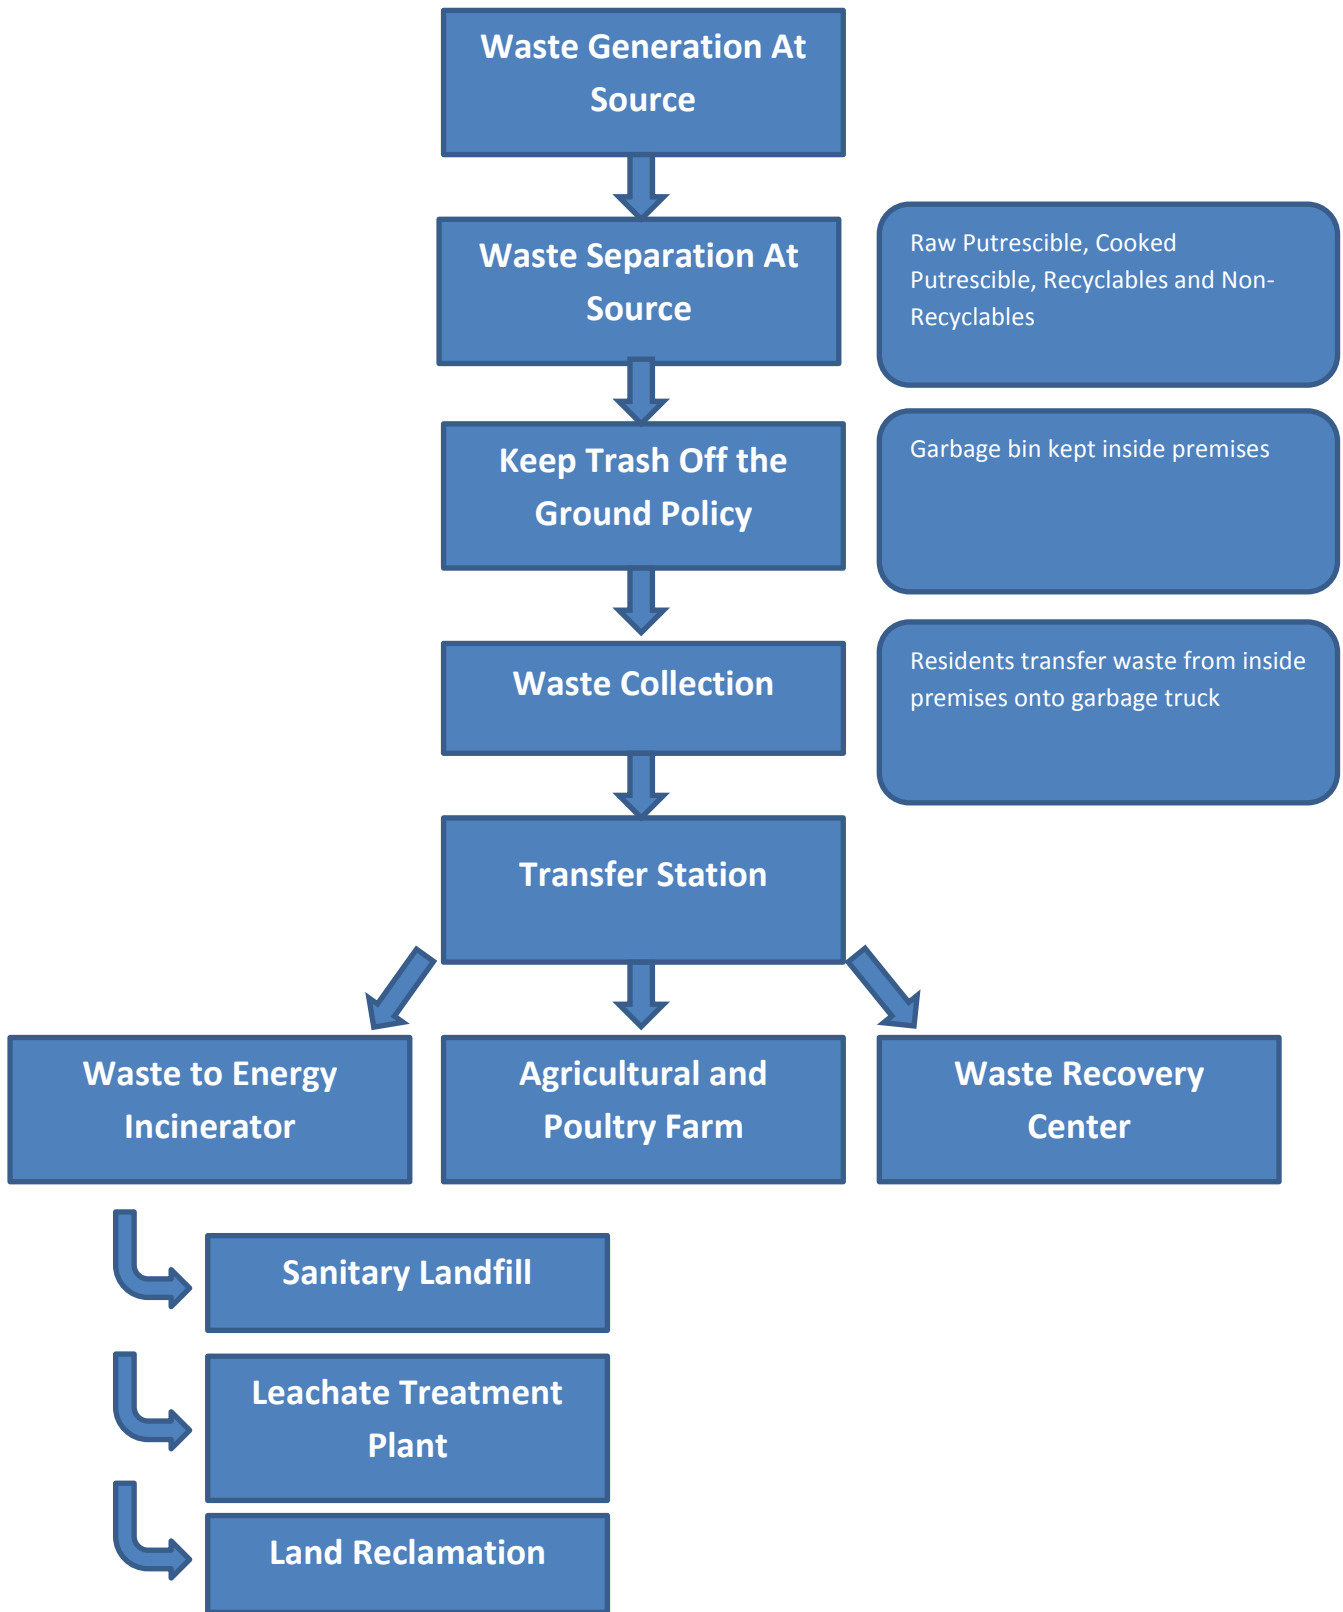 Waste Generation At
Source
Waste Separation At
Source
Raw Putrescible, Cooked
Putrescible, Recyclables and Non-
Recyclables
Keep Trash Off the
Ground Policy
Garbage bin kept inside premises
Waste Collection
Residents transfer waste from inside
premises onto garbage truck
Transfer Station
Waste to Energy
Incinerator
Agricultural and
Poultry Farm
Waste Recovery
Center
Sanitary Landfill
Leachate Treatment
Plant
Land Reclamation